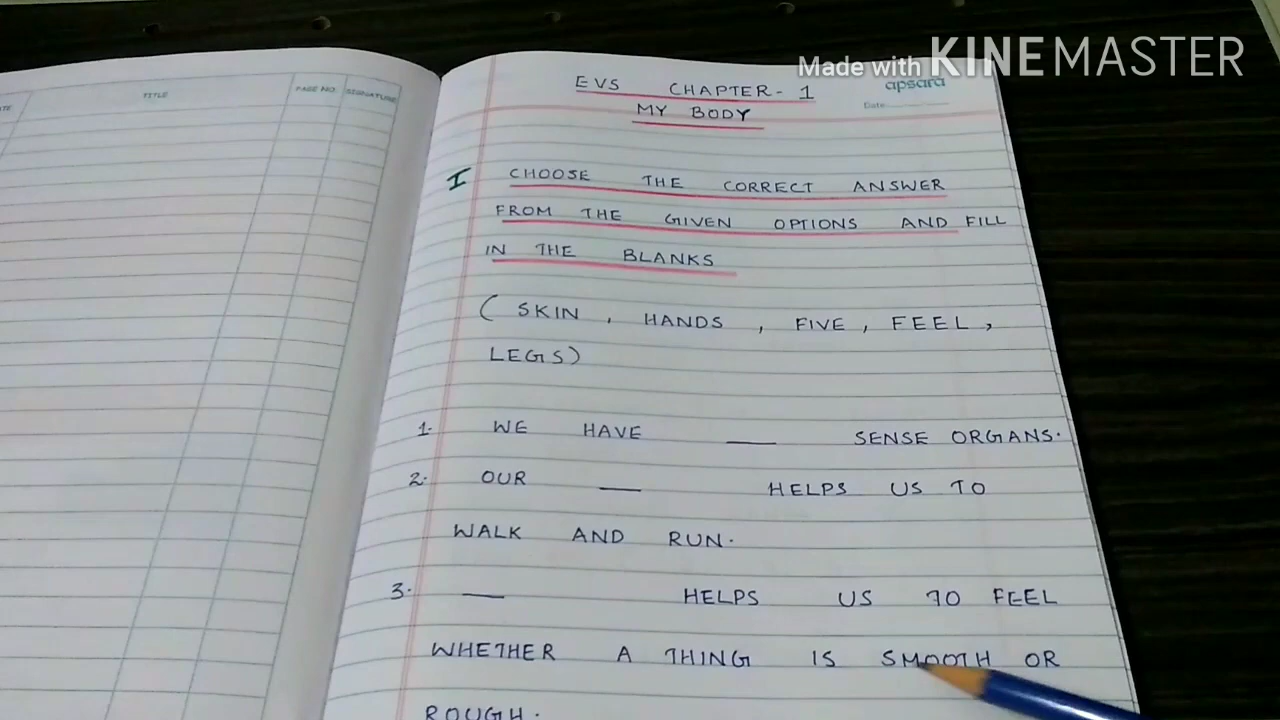 Made with KINEMASTER
TITLE
PAGE NO.
SIGNATURE
apsara
Date
EVS CHAPTER - 1
MY BODY
I CHOOSE THE CORRECT ANSWER
FROM THE GIVEN OPTIONS AND FILL
IN THE BLANKS
( SKIN , HANDS , FIVE , FEEL ,
LEGS)
1. WE HAVE ___ SENSE ORGANS.
2. OUR ___ HELPS US TO
WALK AND RUN.
3. ___ HELPS US TO FEEL
WHETHER A THING IS SMOOTH OR
ROUGH.